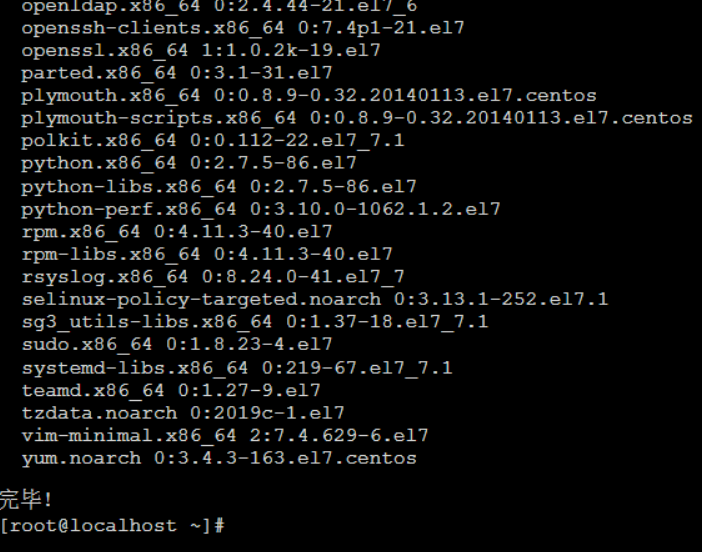 openldap.x86_64 0:2.4.44-21.el7_6
openssh-clients.x86_64 0:7.4p1-21.el7
openssl.x86_64 1:1.0.2k-19.el7
parted.x86_64 0:3.1-31.el7
plymouth.x86_64 0:0.8.9-0.32.20140113.el7.centos
plymouth-scripts.x86_64 0:0.8.9-0.32.20140113.el7.centos
polkit.x86_64 0:0.112-22.el7_7.1
python.x86_64 0:2.7.5-86.el7
python-libs.x86_64 0:2.7.5-86.el7
python-perf.x86_64 0:3.10.0-1062.1.2.el7
rpm.x86_64 0:4.11.3-40.el7
rpm-libs.x86_64 0:4.11.3-40.el7
rsyslog.x86_64 0:8.24.0-41.el7_7
selinux-policy-targeted.noarch 0:3.13.1-252.el7.1
sg3_utils-libs.x86_64 0:1.37-18.el7_7.1
sudo.x86_64 0:1.8.23-4.el7
systemd-libs.x86_64 0:219-67.el7_7.1
teamd.x86_64 0:1.27-9.el7
tzdata.noarch 0:2019c-1.el7
vim-minimal.x86_64 2:7.4.629-6.el7
yum.noarch 0:3.4.3-163.el7.centos
完毕！
[root@localhost ~]#